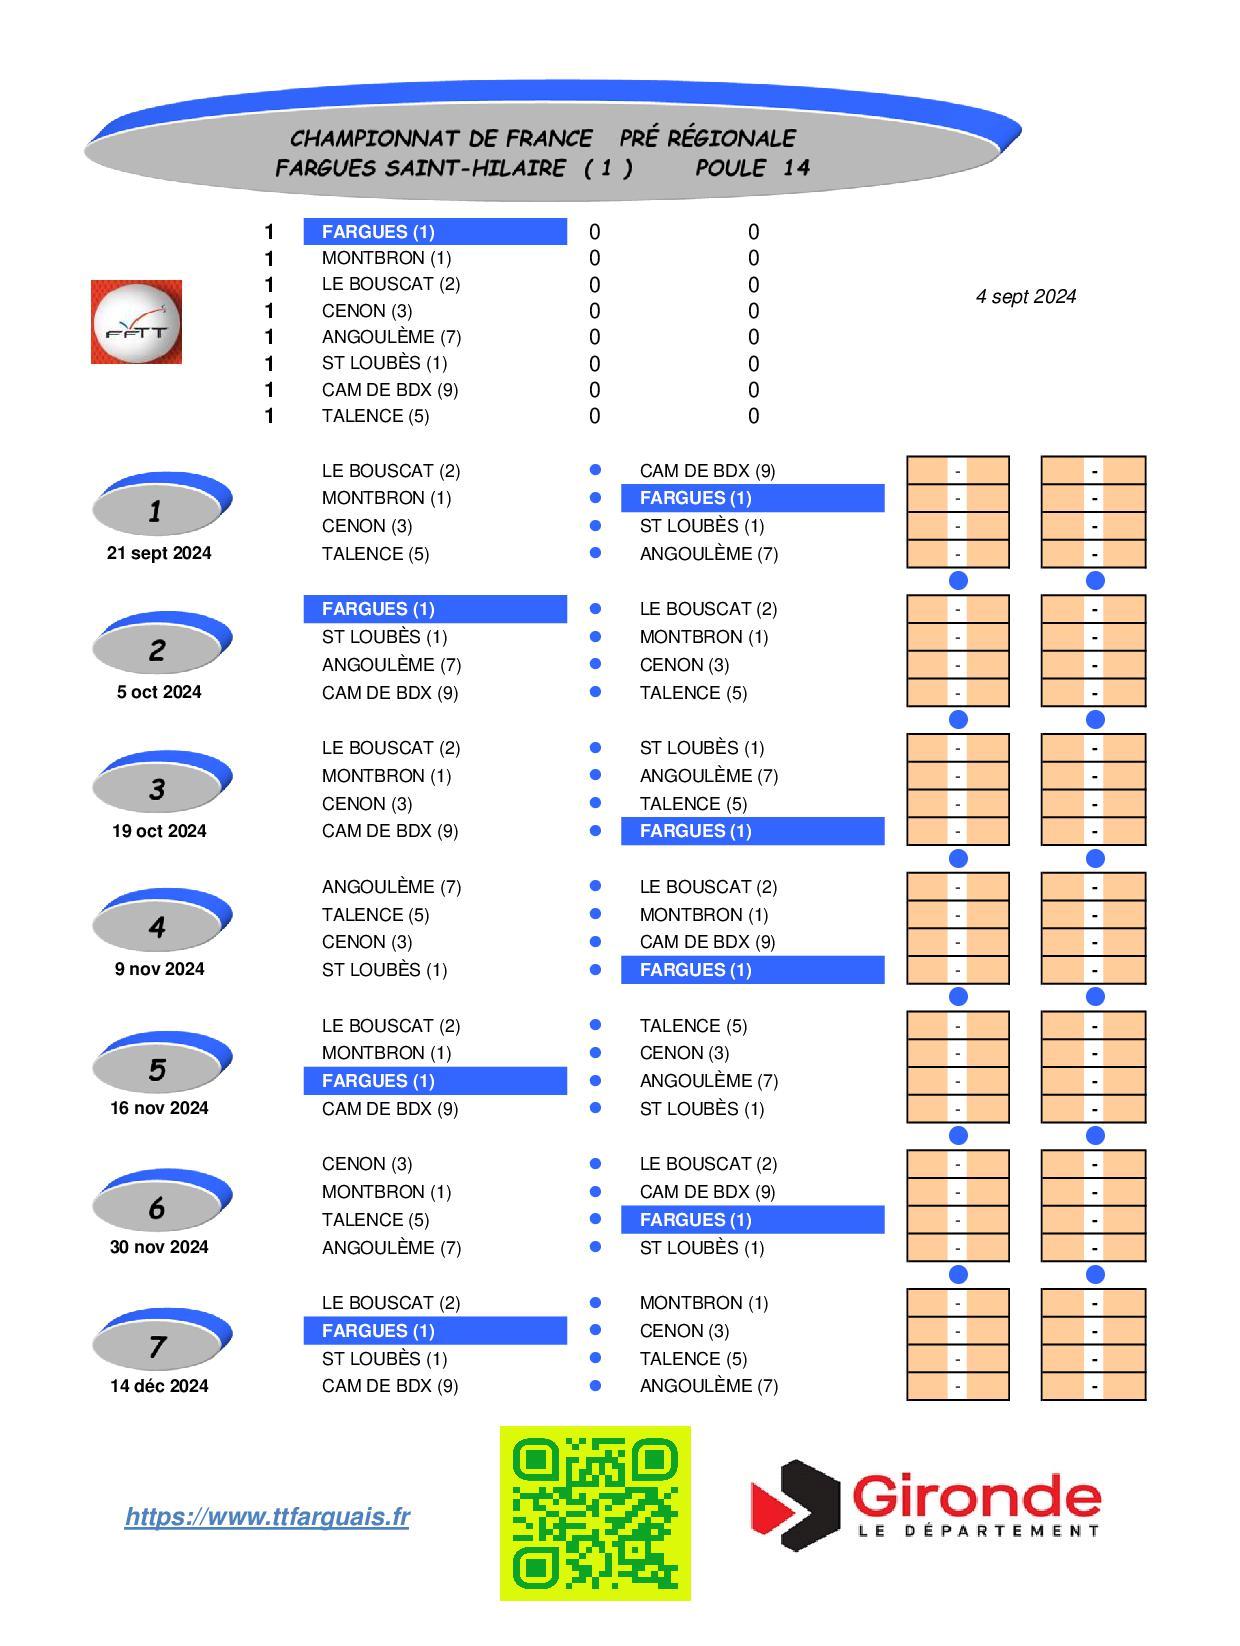 CHAMPIONNAT DE FRANCE PRÉ RÉGIONALE
FARGUES SAINT-HILAIRE ( 1 ) POULE 14
1 FARGUES (1) 0 0
1 MONTBRON (1) 0 0
1 LE BOUSCAT (2) 0 0
1 CENON (3) 0 0
1 ANGOULÈME (7) 0 0
1 ST LOUBÈS (1) 0 0
1 CAM DE BDX (9) 0 0
1 TALENCE (5) 0 0
FFTT
4 sept 2024
1
21 sept 2024
LE BOUSCAT (2) • CAM DE BDX (9) - -
MONTBRON (1) • FARGUES (1) - -
CENON (3) • ST LOUBÈS (1) - -
TALENCE (5) • ANGOULÈME (7) - -
2
5 oct 2024
FARGUES (1) • LE BOUSCAT (2) - -
ST LOUBÈS (1) • MONTBRON (1) - -
ANGOULÈME (7) • CENON (3) - -
CAM DE BDX (9) • TALENCE (5) - -
3
19 oct 2024
LE BOUSCAT (2) • ST LOUBÈS (1) - -
MONTBRON (1) • ANGOULÈME (7) - -
CENON (3) • TALENCE (5) - -
CAM DE BDX (9) • FARGUES (1) - -
4
9 nov 2024
ANGOULÈME (7) • LE BOUSCAT (2) - -
TALENCE (5) • MONTBRON (1) - -
CENON (3) • CAM DE BDX (9) - -
ST LOUBÈS (1) • FARGUES (1) - -
5
16 nov 2024
LE BOUSCAT (2) • TALENCE (5) - -
MONTBRON (1) • CENON (3) - -
FARGUES (1) • ANGOULÈME (7) - -
CAM DE BDX (9) • ST LOUBÈS (1) - -
6
30 nov 2024
CENON (3) • LE BOUSCAT (2) - -
MONTBRON (1) • CAM DE BDX (9) - -
TALENCE (5) • FARGUES (1) - -
ANGOULÈME (7) • ST LOUBÈS (1) - -
7
14 déc 2024
LE BOUSCAT (2) • MONTBRON (1) - -
FARGUES (1) • CENON (3) - -
ST LOUBÈS (1) • TALENCE (5) - -
CAM DE BDX (9) • ANGOULÈME (7) - -
https://www.ttfarguais.fr
Gironde
LE DÉPARTEMENT